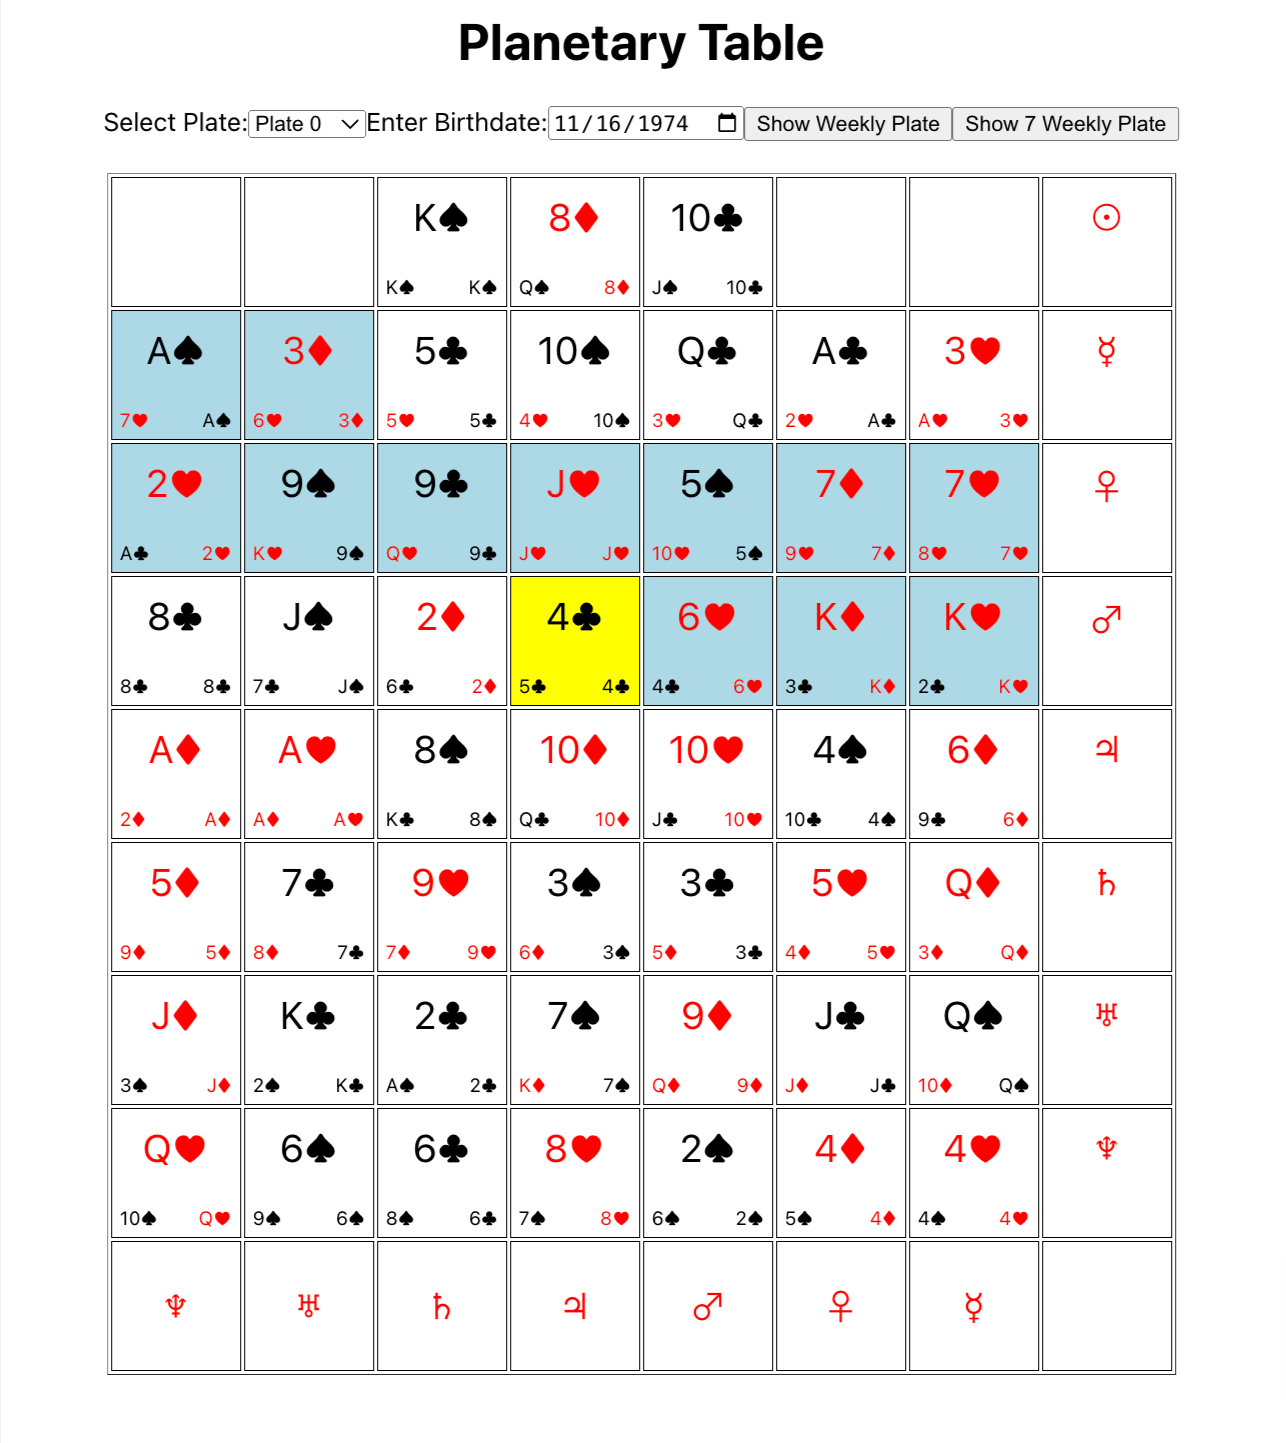 Planetary Table
Select Plate: Plate 0 Enter Birthdate: 11/16/1974 Show Weekly Plate Show 7 Weekly Plate
K♠ 8♦ 10♣ ☉
K♠ K♠ Q♠ 8♦ J♠ 10♣
A♠ 3♦ 5♣ 10♠ Q♣ A♣ 3♥ ☿
7♥ A♠ 6♥ 3♦ 5♥ 5♣ 4♥ 10♠ 3♥ Q♣ 2♥ A♣ A♥ 3♥
2♥ 9♠ 9♣ J♥ 5♠ 7♦ 7♥ ♀
A♣ 2♥ K♥ 9♠ Q♥ 9♣ J♥ J♥ 10♥ 5♠ 9♥ 7♦ 8♥ 7♥
8♣ J♠ 2♦ 4♣ 6♥ K♦ K♥ ♂
8♣ 8♣ 7♣ J♠ 6♣ 2♦ 5♣ 4♣ 4♣ 6♥ 3♣ K♦ 2♣ K♥
A♦ A♥ 8♠ 10♦ 10♥ 4♠ 6♦ ♃
2♦ A♦ A♦ A♥ K♣ 8♠ Q♣ 10♦ J♣ 10♥ 10♣ 4♠ 9♣ 6♦
5♦ 7♣ 9♥ 3♠ 3♣ 5♥ Q♦ ♄
9♦ 5♦ 8♦ 7♣ 7♦ 9♥ 6♦ 3♠ 5♦ 3♣ 4♦ 5♥ 3♦ Q♦
J♦ K♣ 2♣ 7♠ 9♦ J♣ Q♠ ♅
3♠ J♦ 2♠ K♣ A♠ 2♣ K♦ 7♠ Q♦ 9♦ J♦ J♣ 10♦ Q♠
Q♥ 6♠ 6♣ 8♥ 2♠ 4♦ 4♥ ♆
10♠ Q♥ 9♠ 6♠ 8♠ 6♣ 7♠ 8♥ 6♠ 2♠ 5♠ 4♦ 4♠ 4♥
♆ ♅ ♄ ♃ ♂ ♀ ☿